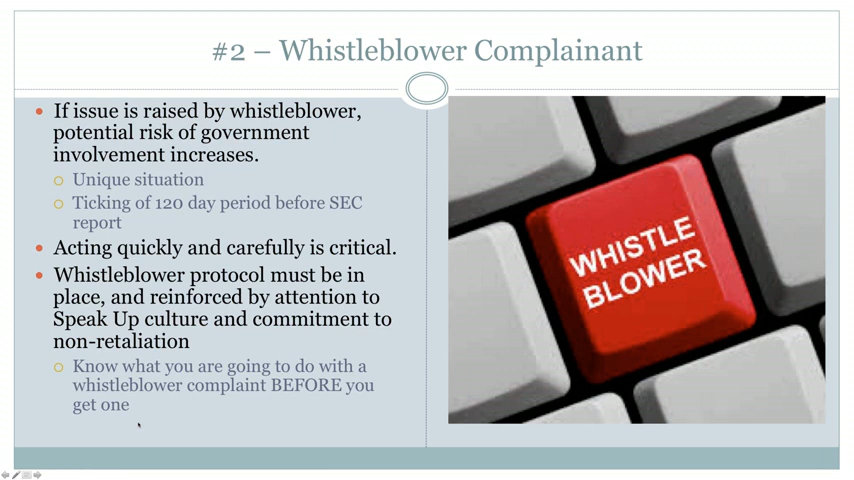 #2 – Whistleblower Complainant
If issue is raised by whistleblower,
potential risk of government
involvement increases.
Unique situation
Ticking of 120 day period before SEC
report
Acting quickly and carefully is critical.
Whistleblower protocol must be in
place, and reinforced by attention to
Speak Up culture and commitment to
non-retaliation
Know what you are going to do with a
whistleblower complaint BEFORE you
get one
WHISTLE
BLOWER